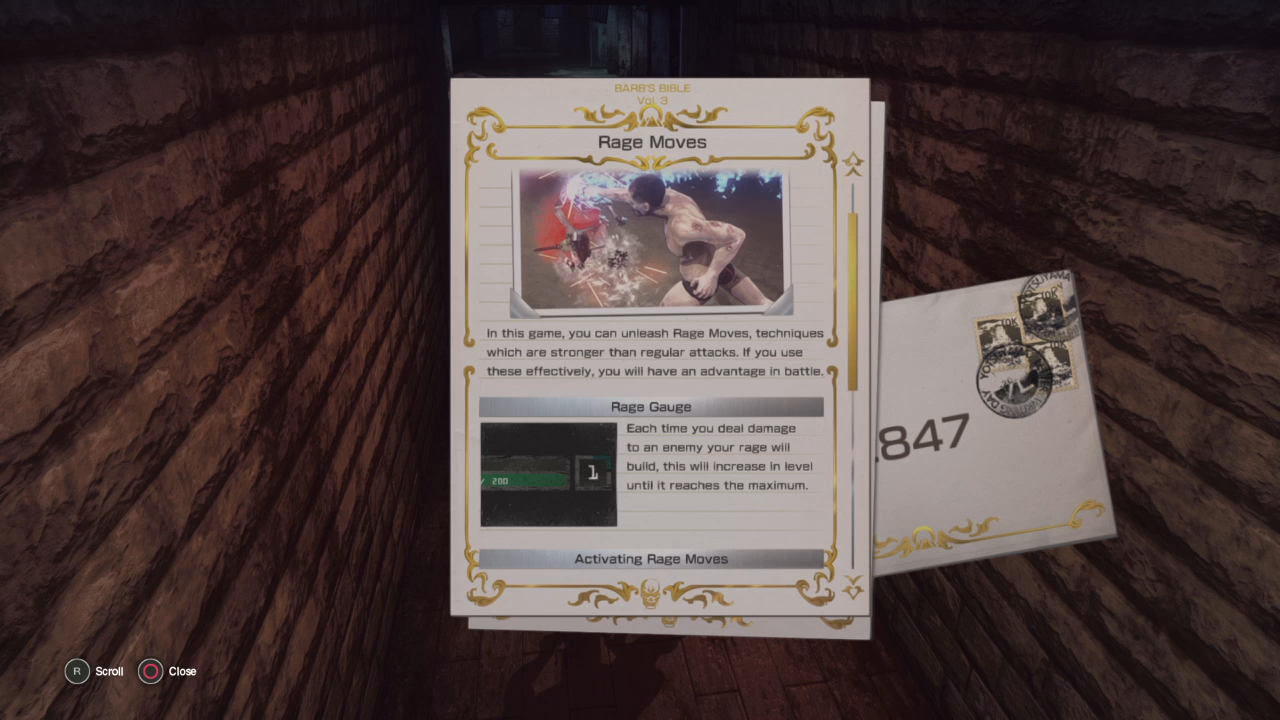 BARB'S BIBLE
Vol. 3
Rage Moves
In this game, you can unleash Rage Moves, techniques
which are stronger than regular attacks. If you use
these effectively, you will have an advantage in battle.
Rage Gauge
Each time you deal damage
to an enemy your rage will
build, this will increase in level
until it reaches the maximum.
/ 200
1
Activating Rage Moves
847
R Scroll
Close